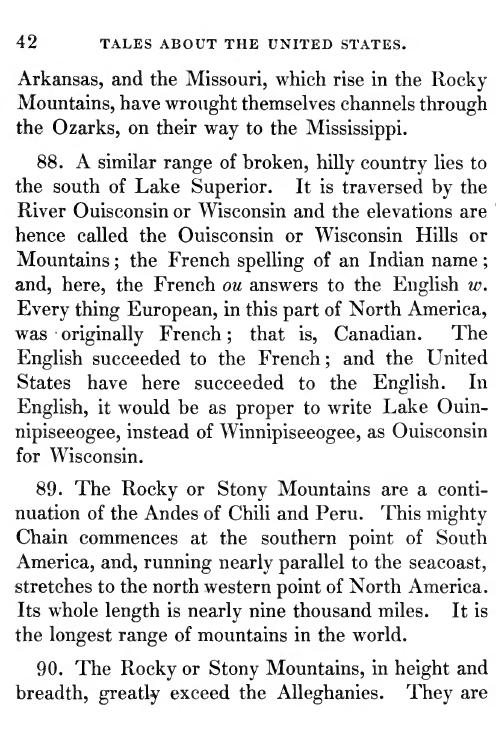 42 TALES ABOUT THE UNITED STATES.
Arkansas, and the Missouri, which rise in the Rocky
Mountains, have wrought themselves channels through
the Ozarks, on their way to the Mississippi.
88. A similar range of broken, hilly country lies to
the south of Lake Superior. It is traversed by the
River Ouisconsin or Wisconsin and the elevations are
hence called the Ouisconsin or Wisconsin Hills or
Mountains; the French spelling of an Indian name;
and, here, the French ou answers to the English w.
Every thing European, in this part of North America,
was originally French; that is, Canadian. The
English succeeded to the French; and the United
States have here succeeded to the English. In
English, it would be as proper to write Lake Ouin-
nipiseeogee, instead of Winnipiseeogee, as Ouisconsin
for Wisconsin.
89. The Rocky or Stony Mountains are a conti-
nuation of the Andes of Chili and Peru. This mighty
Chain commences at the southern point of South
America, and, running nearly parallel to the seacoast,
stretches to the north western point of North America.
Its whole length is nearly nine thousand miles. It is
the longest range of mountains in the world.
90. The Rocky or Stony Mountains, in height and
breadth, greatly exceed the Alleghanies. They are